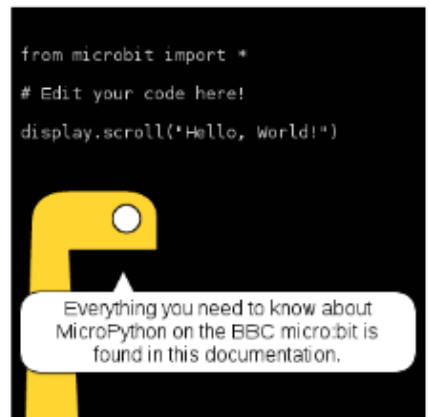 from microbit import *
# Edit your code here!
display.scroll("Hello, World!")
Everything you need to know about
MicroPython on the BBC micro:bit is
found in this documentation.